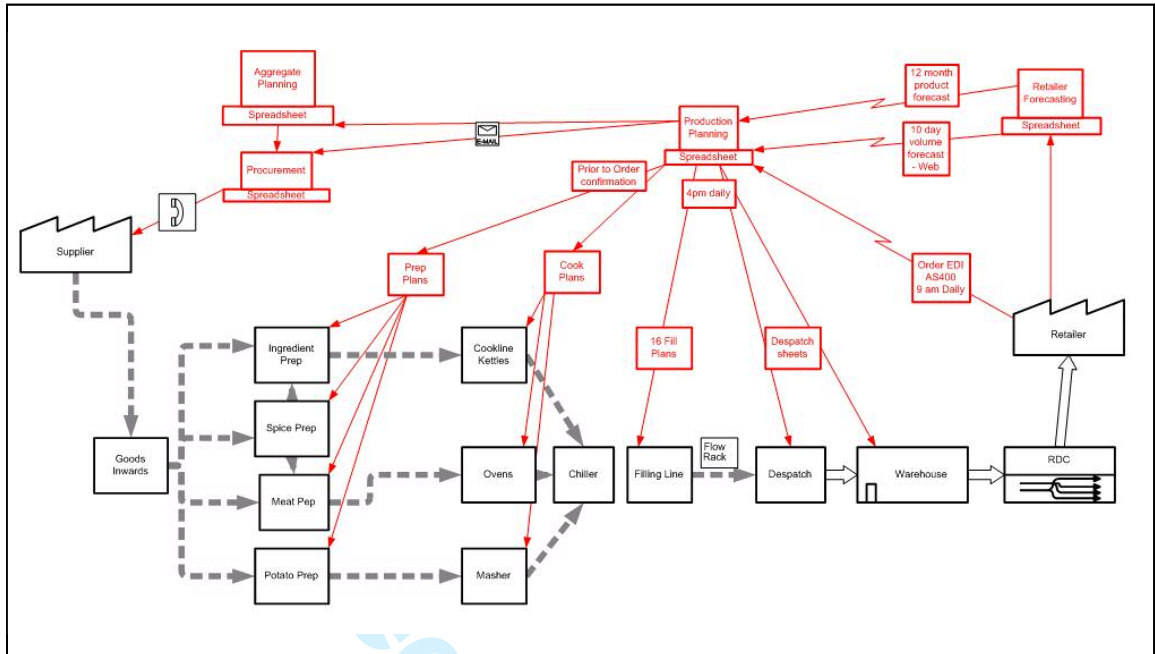 Aggregate
Planning
Spreadsheet
12 month
product
forecast
Retailer
Forecasting
Spreadsheet
Production
Planning
Spreadsheet
E-MAIL
10 day
volume
forecast
- Web
Procurement
Spreadsheet
Prior to Order
confirmation
4pm daily
Supplier
Prep
Plans
Cook
Plans
Order EDI
AS400
9 am Daily
Retailer
Ingredient
Prep
Cookline
Kettles
16 Fill
Plans
Despatch
sheets
Spice Prep
Goods
Inwards
Meat Pep
Ovens
Chiller
Filling Line
Flow
Rack
Despatch
Warehouse
RDC
Potato Prep
Masher